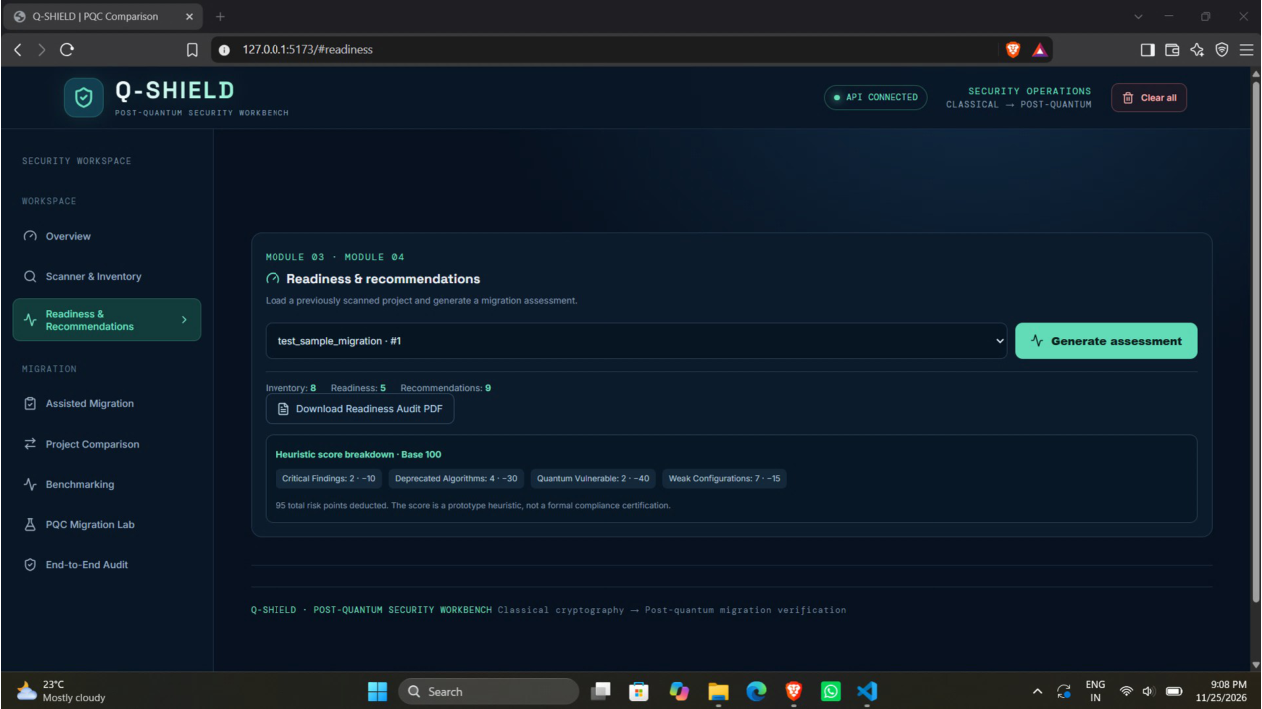 Q-SHIELD | PQC Comparison
127.0.0.1:5173/#readiness
Q-SHIELD
POST-QUANTUM SECURITY WORKBENCH
API CONNECTED
SECURITY OPERATIONS
CLASSICAL → POST-QUANTUM
Clear all
SECURITY WORKSPACE
WORKSPACE
Overview
Scanner & Inventory
Readiness &
Recommendations
MIGRATION
Assisted Migration
Project Comparison
Benchmarking
PQC Migration Lab
End-to-End Audit
MODULE 03 · MODULE 04
Readiness & recommendations
Load a previously scanned project and generate a migration assessment.
test_sample_migration · #1
Generate assessment
Inventory: 8 Readiness: 5 Recommendations: 9
Download Readiness Audit PDF
Heuristic score breakdown · Base 100
Critical Findings: 2 · −10 Deprecated Algorithms: 4 · −30 Quantum Vulnerable: 2 · −40 Weak Configurations: 7 · −15
95 total risk points deducted. The score is a prototype heuristic, not a formal compliance certification.
Q-SHIELD · POST-QUANTUM SECURITY WORKBENCH Classical cryptography → Post-quantum migration verification
23°C
Mostly cloudy
Search
ENG
IN
9:08 PM
11/25/2026